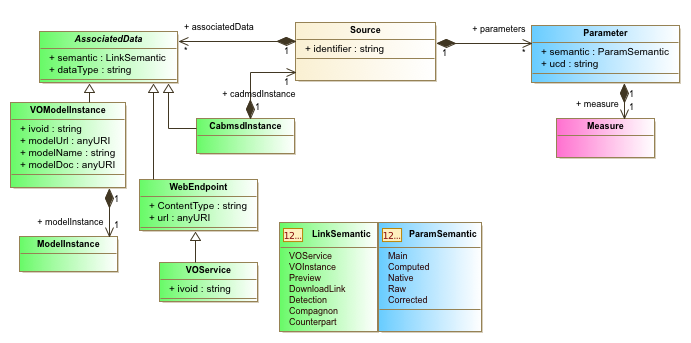 AssociatedData
+ semantic : LinkSemantic
+ dataType : string
+ associatedData
*
1
Source
+ identifier : string
1
+ parameters
*
Parameter
+ semantic : ParamSemantic
+ ucd : string
1
+ measure
1
Measure
1
+ cadmsdInstance
1
CabmsdInstance
VOModelInstance
+ ivoid : string
+ modelUrl : anyURI
+ modelName : string
+ modelDoc : anyURI
1
+ modelInstance
1
ModelInstance
WebEndpoint
+ ContentType : string
+ url : anyURI
VOService
+ ivoid : string
12...
LinkSemantic
VOService
VOInstance
Preview
DownloadLink
Detection
Compagnon
Counterpart
12...
ParamSemantic
Main
Computed
Native
Raw
Corrected